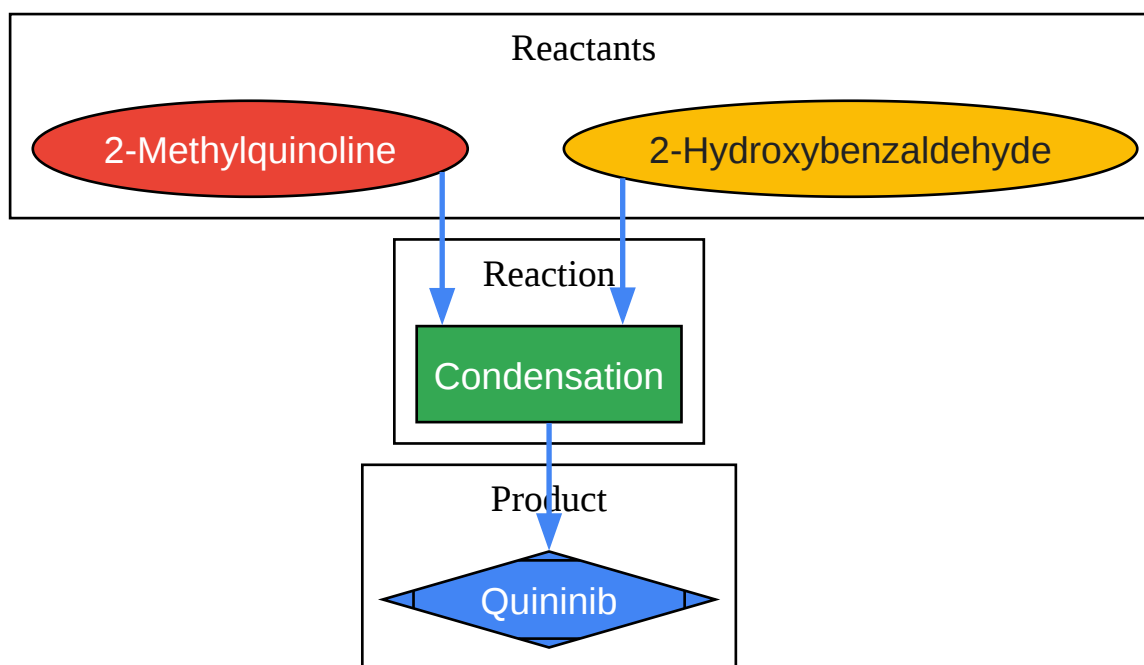 Reactants
2-Methylquinoline
2-Hydroxybenzaldehyde
Reaction
Condensation
Product
Quininib